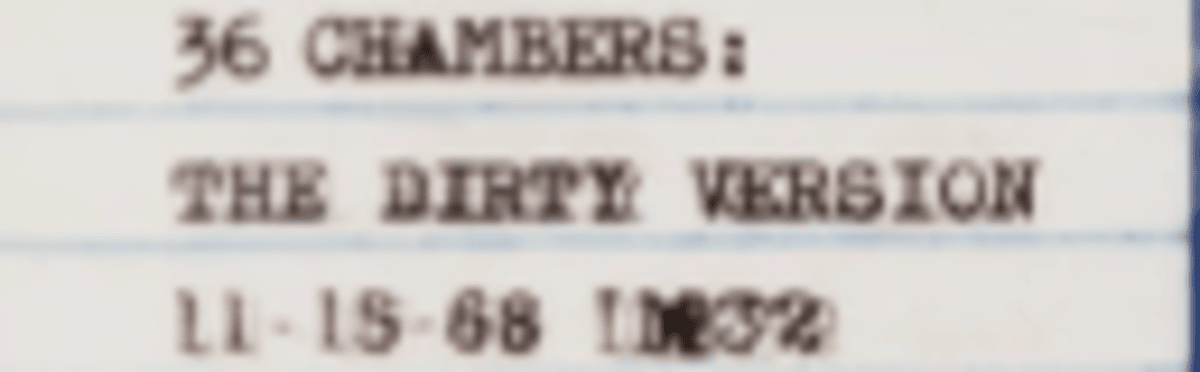 36 CHAMBERS:
THE DIRTY VERSION
11-15-68